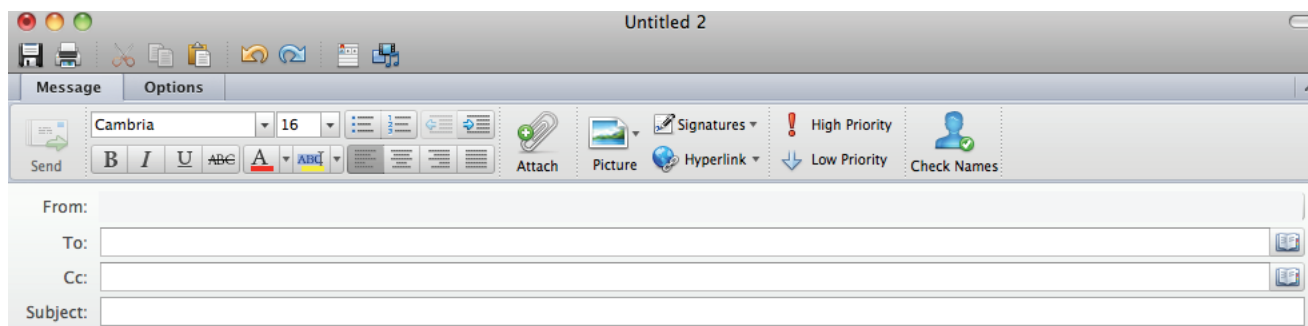 Untitled 2
Message Options
Cambria 16 Signatures High Priority
Send B I U ABC A ABC Attach Picture Hyperlink Low Priority Check Names
From:
To:
Cc:
Subject: